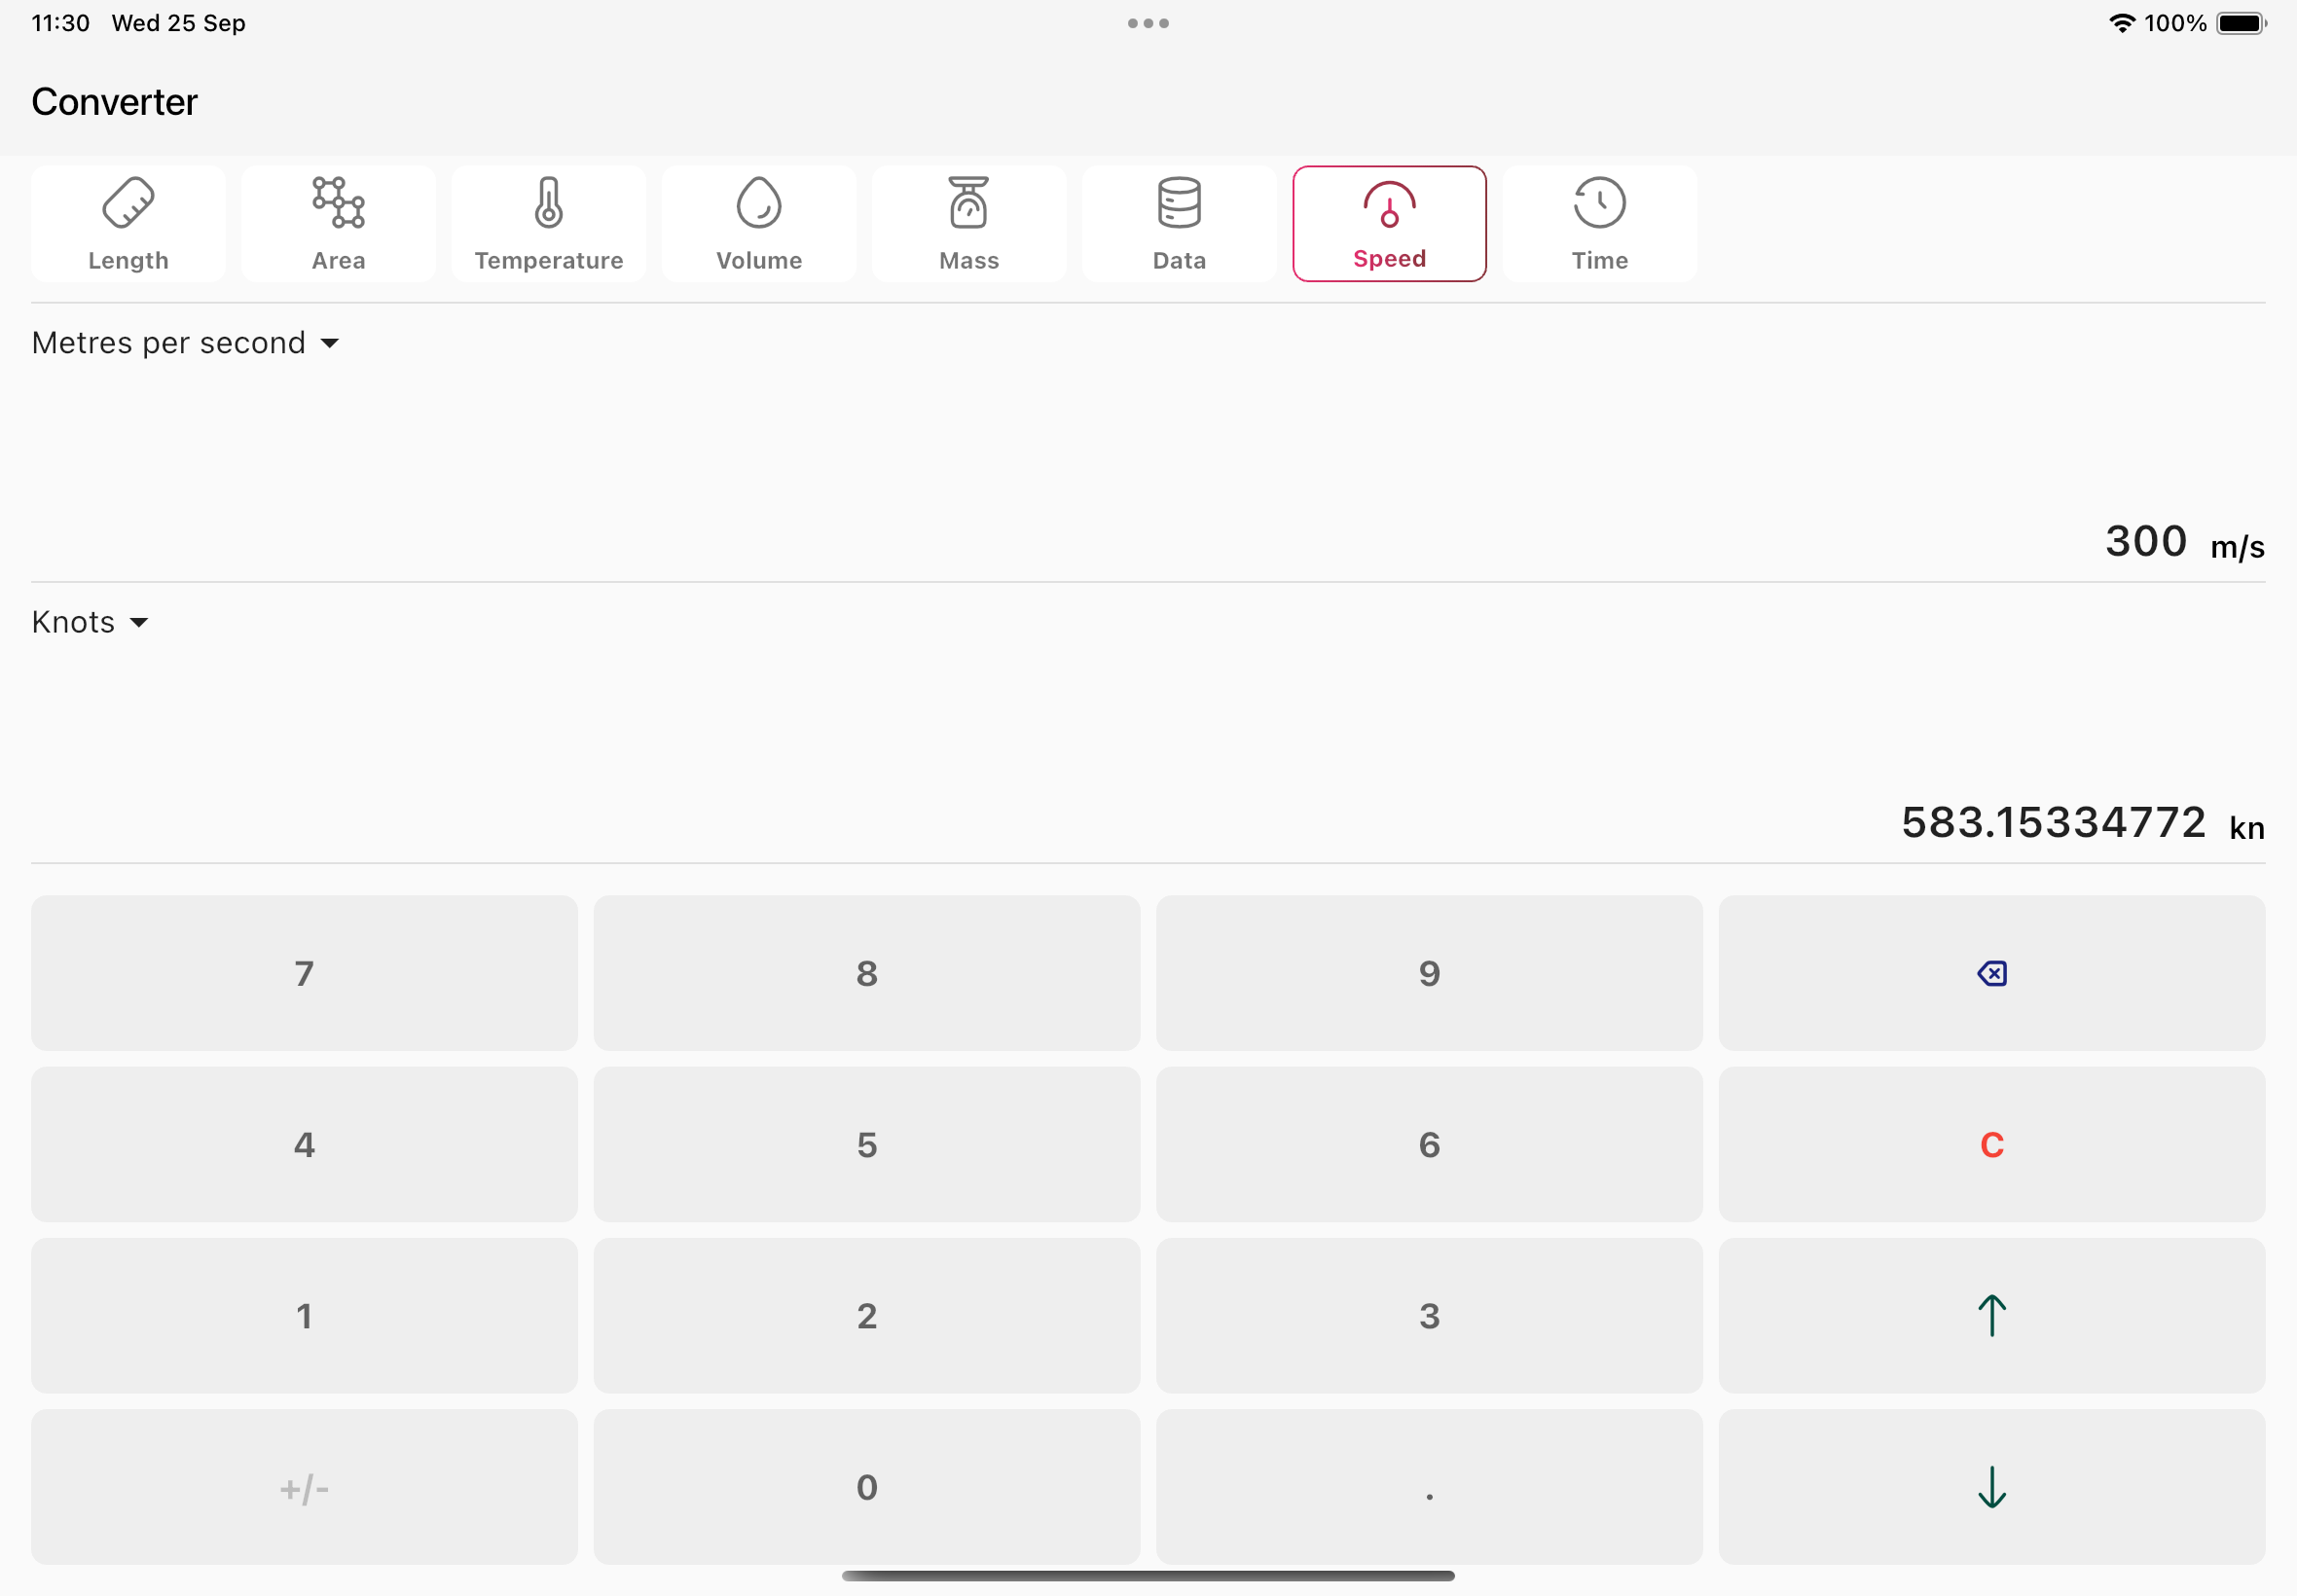 11:30 Wed 25 Sep
100%
Converter
Length
Area
Temperature
Volume
Mass
Data
Speed
Time
Metres per second
300 m/s
Knots
583.15334772 kn
7 8 9
4 5 6 C
1 2 3
+/- 0 .